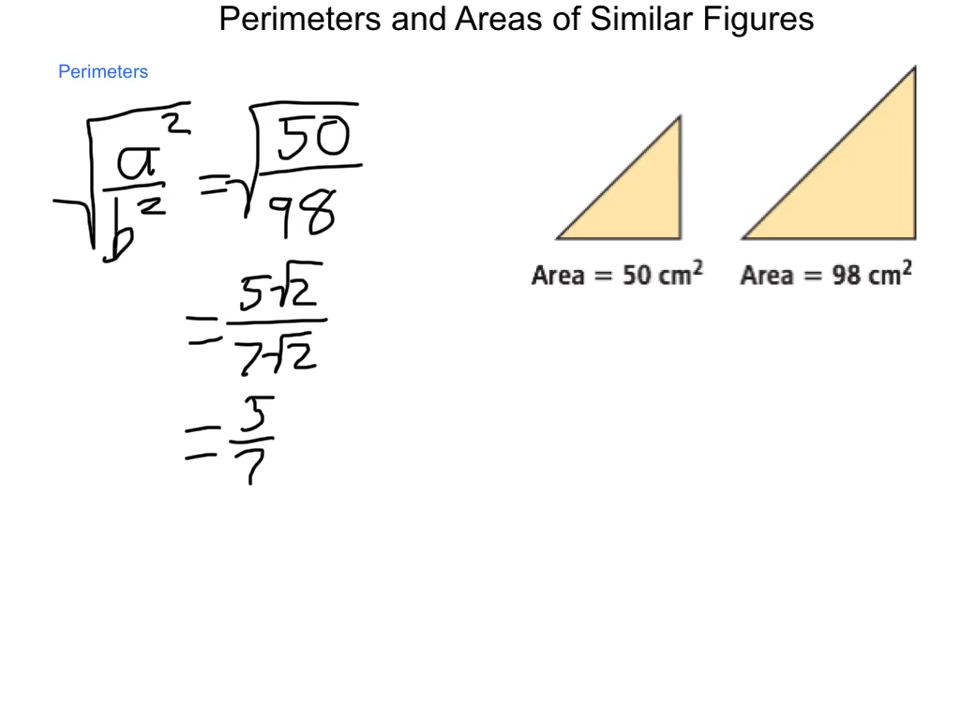 Perimeters and Areas of Similar Figures
Perimeters
√(a²/b²) = √(50/98)
= 5√2/7√2
= 5/7
Area = 50 cm²
Area = 98 cm²